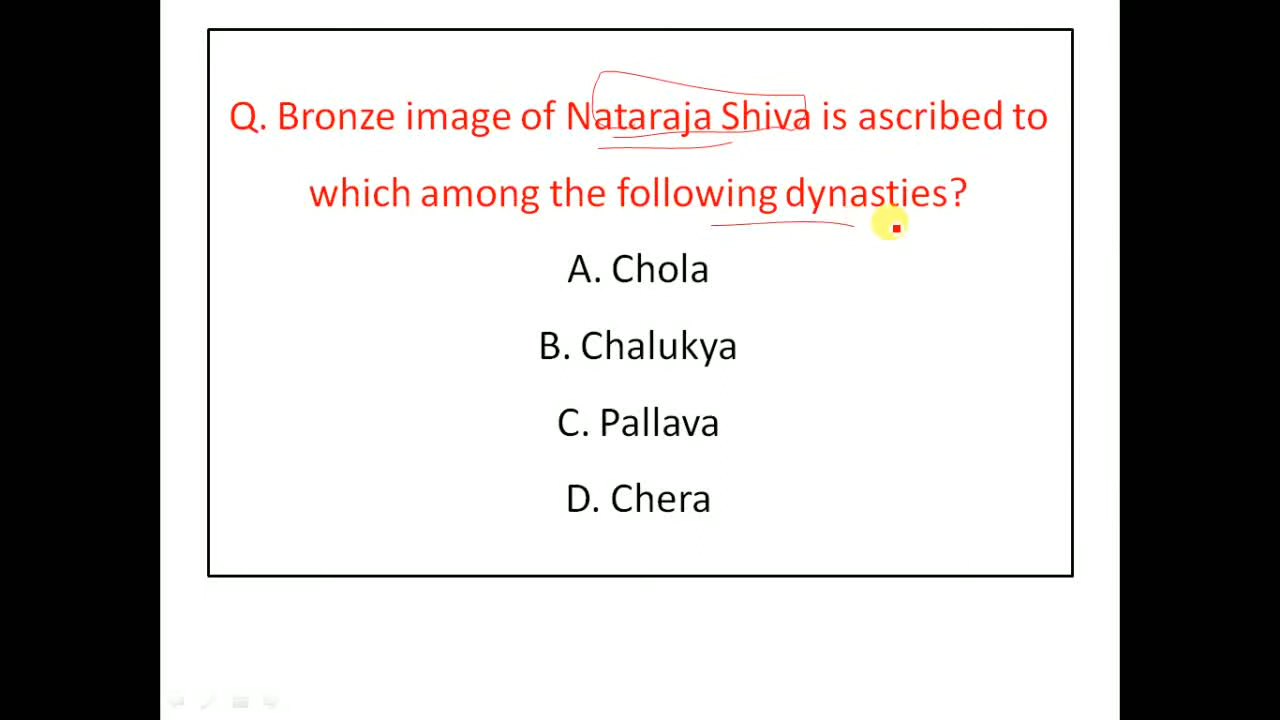 Q. Bronze image of Nataraja Shiva is ascribed to
which among the following dynasties?
A. Chola
B. Chalukya
C. Pallava
D. Chera